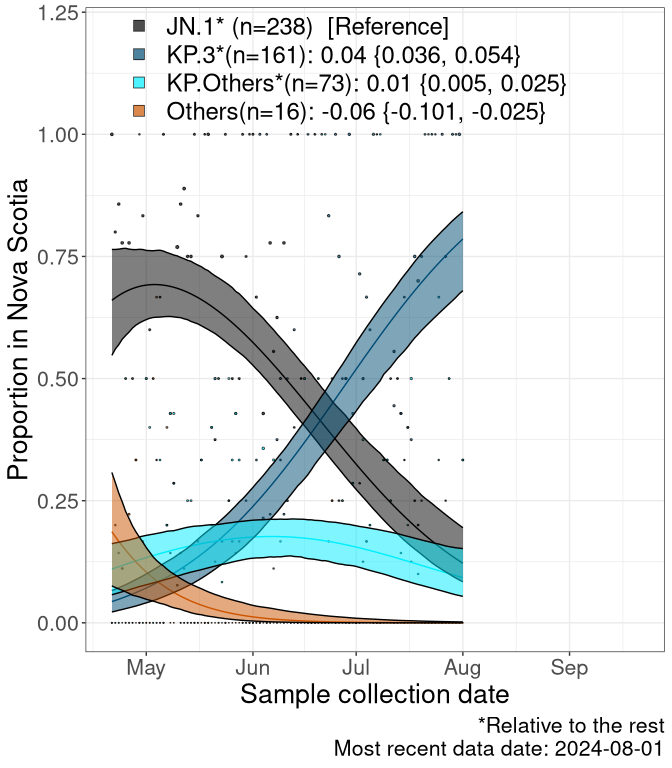 JN.1* (n=238)  [Reference]
KP.3*(n=161): 0.04 {0.036, 0.054}
KP.Others*(n=73): 0.01 {0.005, 0.025}
Others(n=16): -0.06 {-0.101, -0.025}
Proportion in Nova Scotia
1.25
1.00
0.75
0.50
0.25
0.00
May Jun Jul Aug Sep
Sample collection date
*Relative to the rest
Most recent data date: 2024-08-01